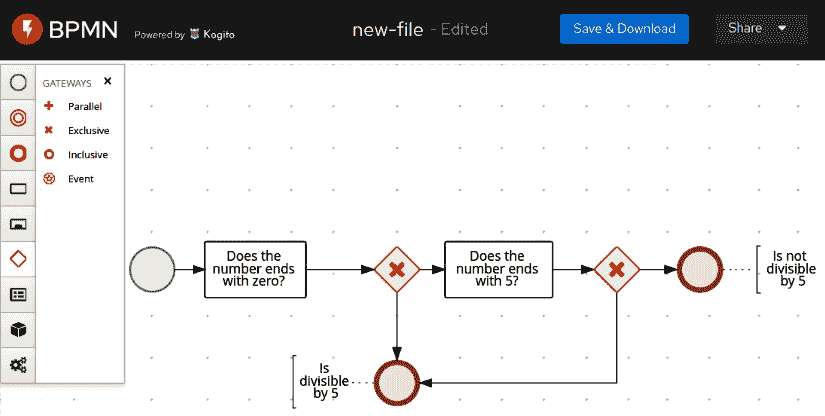 BPMN Powered by Kogito new-file - Edited Save & Download Share
GATEWAYS
Parallel
Exclusive
Inclusive
Event
Does the
number ends
with zero?
Does the
number ends
with 5?
Is not
divisible
by 5
Is
divisible
by 5